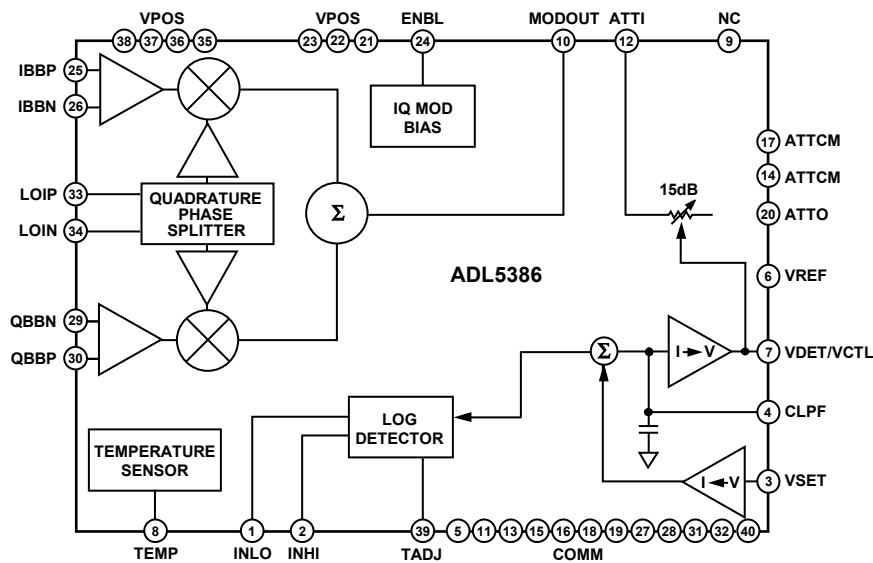 VPOS
VPOS
ENBL
MODOUT
ATTI
NC
38 37 36 35
23 22 21
24
10
12
9
IBBP 25
IBBN 26
IQ MOD
BIAS
17 ATTCM
14 ATTCM
LOIP 33
LOIN 34
QUADRATURE
PHASE
SPLITTER
Σ
15dB
20 ATTO
ADL5386
6 VREF
QBBN 29
QBBP 30
Σ
I V
7 VDET/VCTL
LOG
DETECTOR
4 CLPF
TEMPERATURE
SENSOR
I V
3 VSET
8
1
2
39
5 11 13 15 16 18 19 27 28 31 32 40
TEMP
INLO
INHI
TADJ
COMM